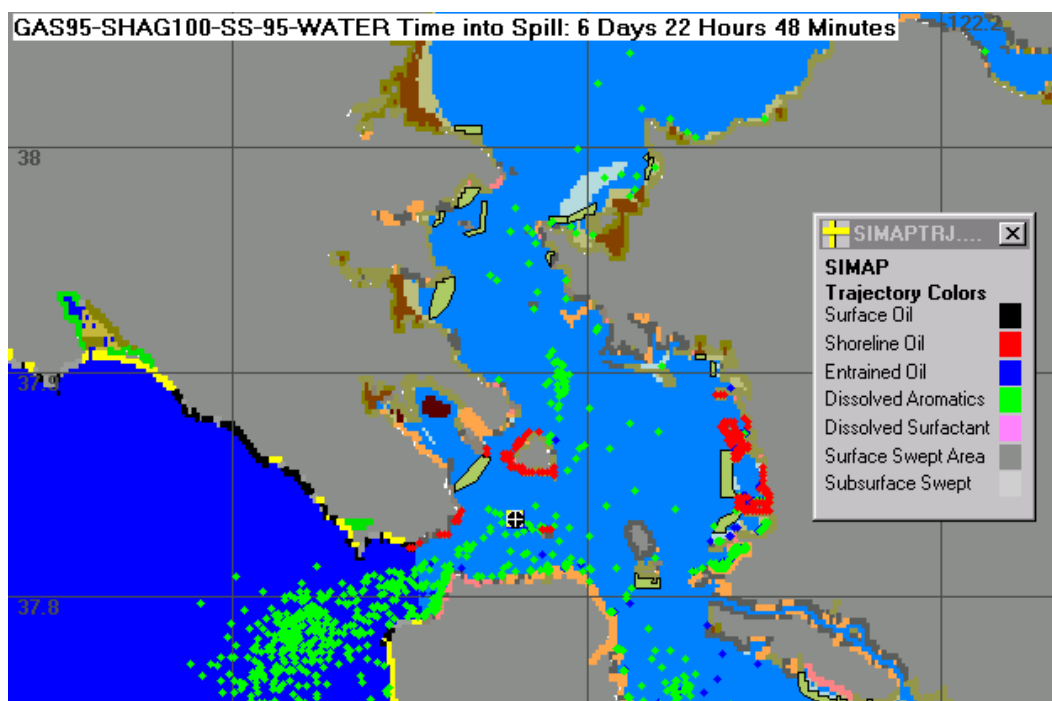 GAS95-SHAG100-SS-95-WATER Time into Spill: 6 Days 22 Hours 48 Minutes
122.2
38
SIMAPTRJ....
SIMAP
Trajectory Colors
Surface Oil
Shoreline Oil
Entrained Oil
Dissolved Aromatics
Dissolved Surfactant
Surface Swept Area
Subsurface Swept
37.9
37.8